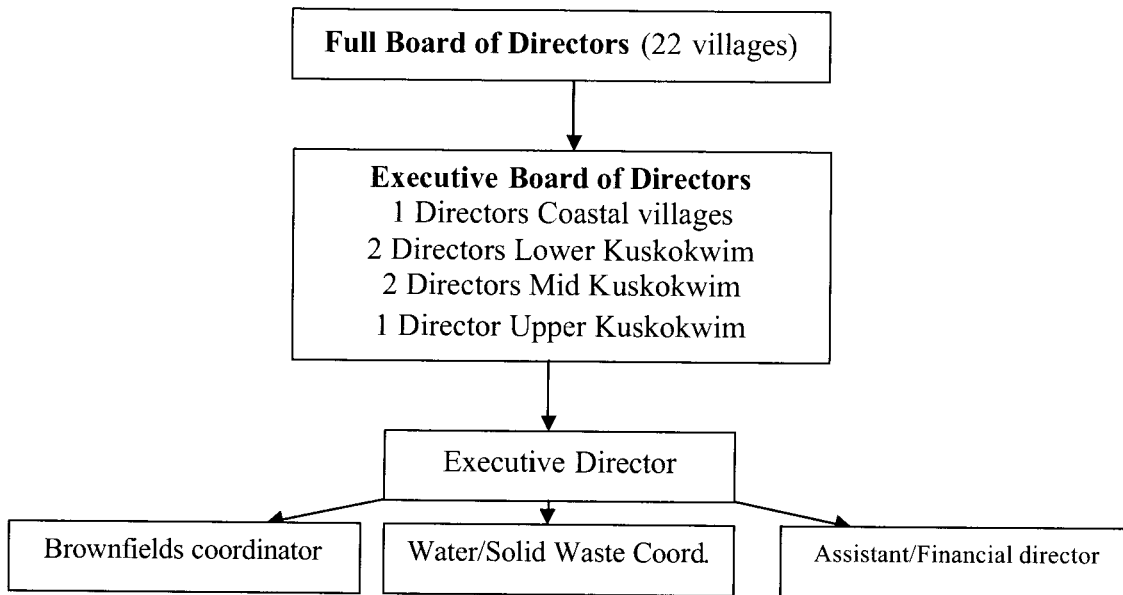 Full Board of Directors (22 villages)
Executive Board of Directors
1 Directors Coastal villages
2 Directors Lower Kuskokwim
2 Directors Mid Kuskokwim
1 Director Upper Kuskokwim
Executive Director
Brownfields coordinator
Water/Solid Waste Coord.
Assistant/Financial director